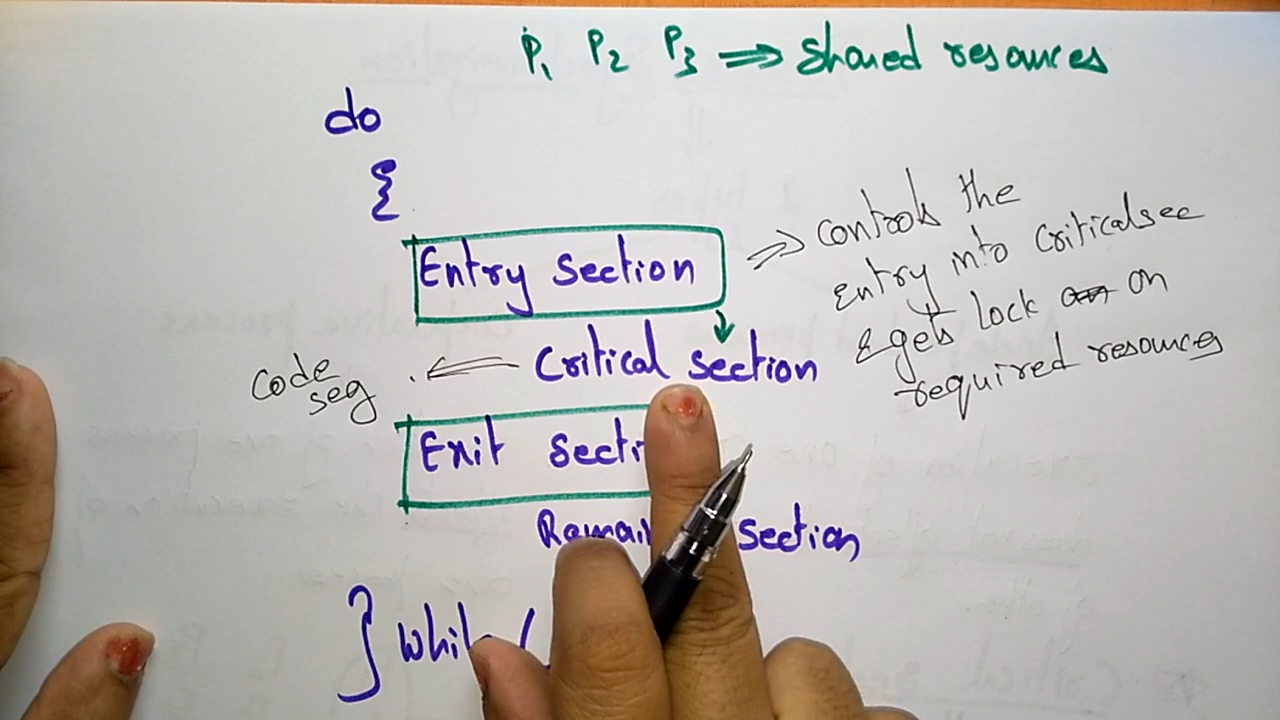 P1 P2 P3 ⇒ Shared resources
do
{
Entry section ⇒ controls the
entry into criticalsec
& gets lock on
required resources
code
seg ⇐ Critical section
Exit secti
Remai section
} whil (